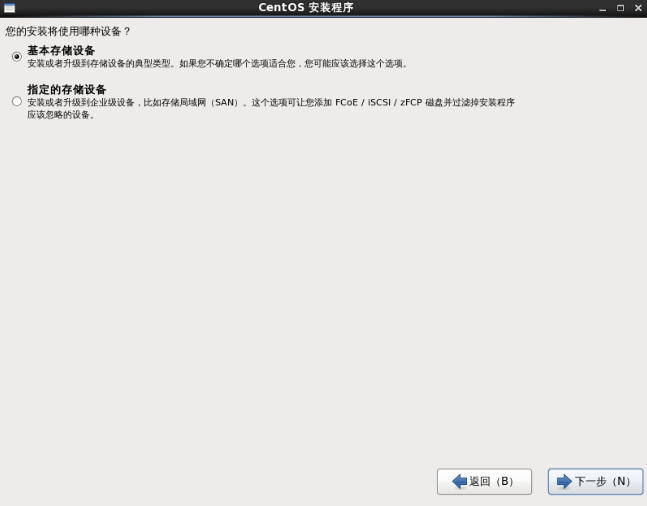 CentOS 安装程序
您的安装将使用哪种设备？
基本存储设备
安装或者升级到存储设备的典型类型。如果您不确定哪个选项适合您，您可能应该选择这个选项。
指定的存储设备
安装或者升级到企业级设备，比如存储局域网（SAN）。这个选项可让您添加 FCoE / iSCSI / zFCP 磁盘并过滤掉安装程序
应该忽略的设备。
返回（B）
下一步（N）